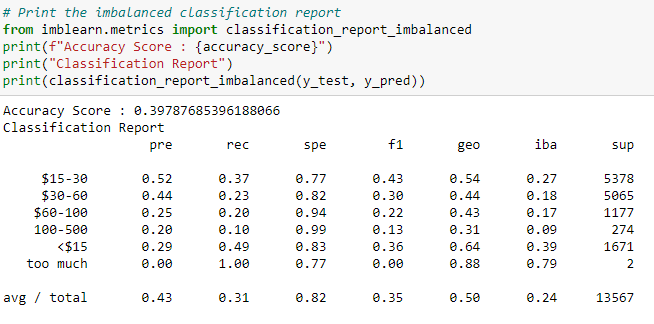 # Print the imbalanced classification report
from imblearn.metrics import classification_report_imbalanced
print(f"Accuracy Score : {accuracy_score}")
print("Classification Report")
print(classification_report_imbalanced(y_test, y_pred))
Accuracy Score : 0.39787685396188066
Classification Report
pre rec spe f1 geo iba sup
$15-30 0.52 0.37 0.77 0.43 0.54 0.27 5378
$30-60 0.44 0.23 0.82 0.30 0.44 0.18 5065
$60-100 0.25 0.20 0.94 0.22 0.43 0.17 1177
100-500 0.20 0.10 0.99 0.13 0.31 0.09 274
<$15 0.29 0.49 0.83 0.36 0.64 0.39 1671
too much 0.00 1.00 0.77 0.00 0.88 0.79 2
avg / total 0.43 0.31 0.82 0.35 0.50 0.24 13567